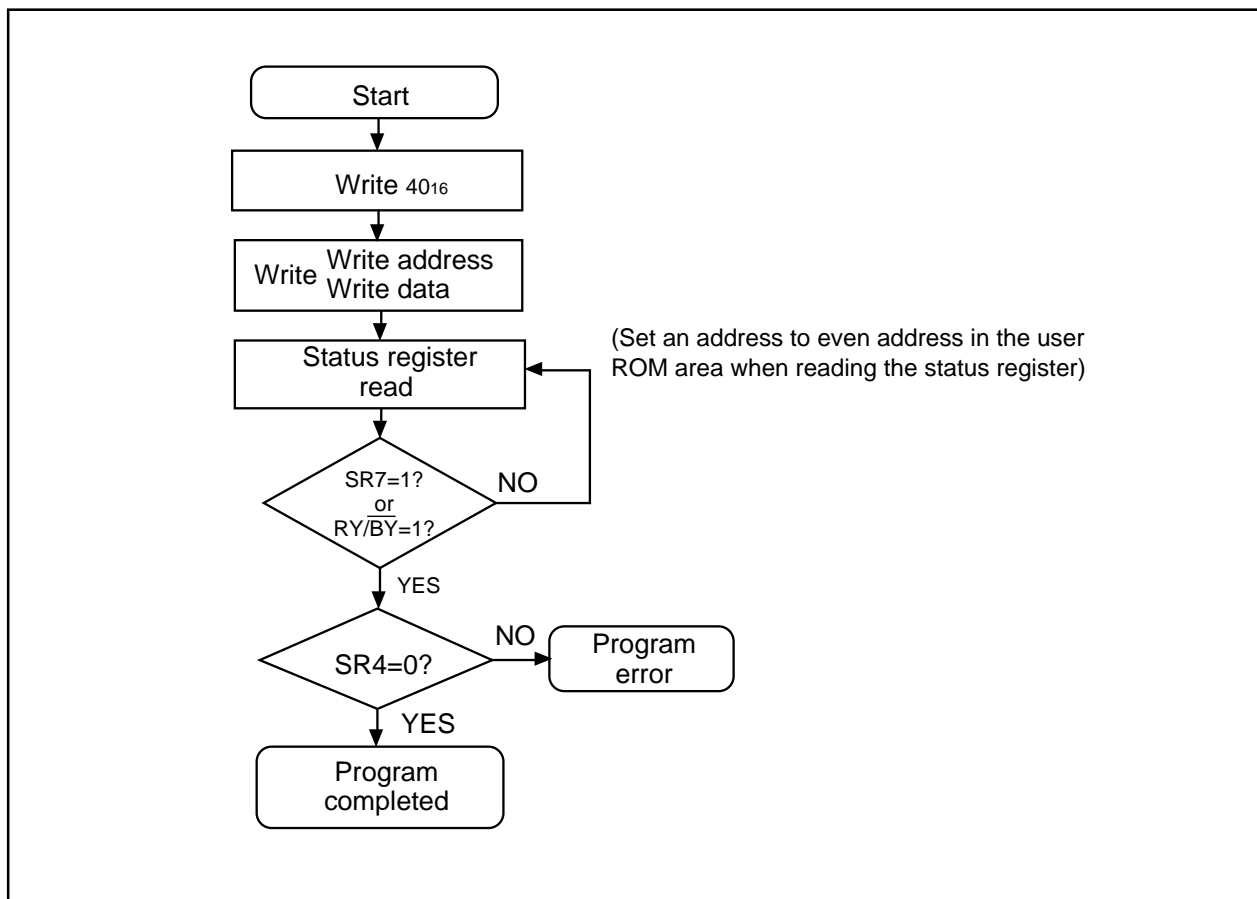 Start
Write 40₁₆
Write Write address
Write data
Status register
read
(Set an address to even address in the user
ROM area when reading the status register)
SR7=1?
or
RY/B̅Y̅=1?
NO
YES
SR4=0?
NO
Program
error
YES
Program
completed